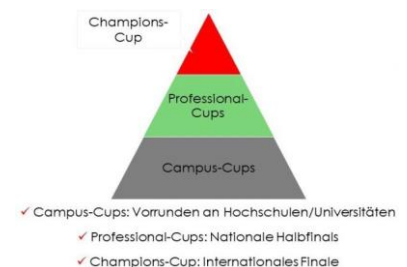 Champions-
Cup
Professional-
Cups
Campus-Cups
✓ Campus-Cups: Vorrunden an Hochschulen/Universitäten
✓ Professional-Cups: Nationale Halbfinals
✓ Champions-Cup: Internationales Finale